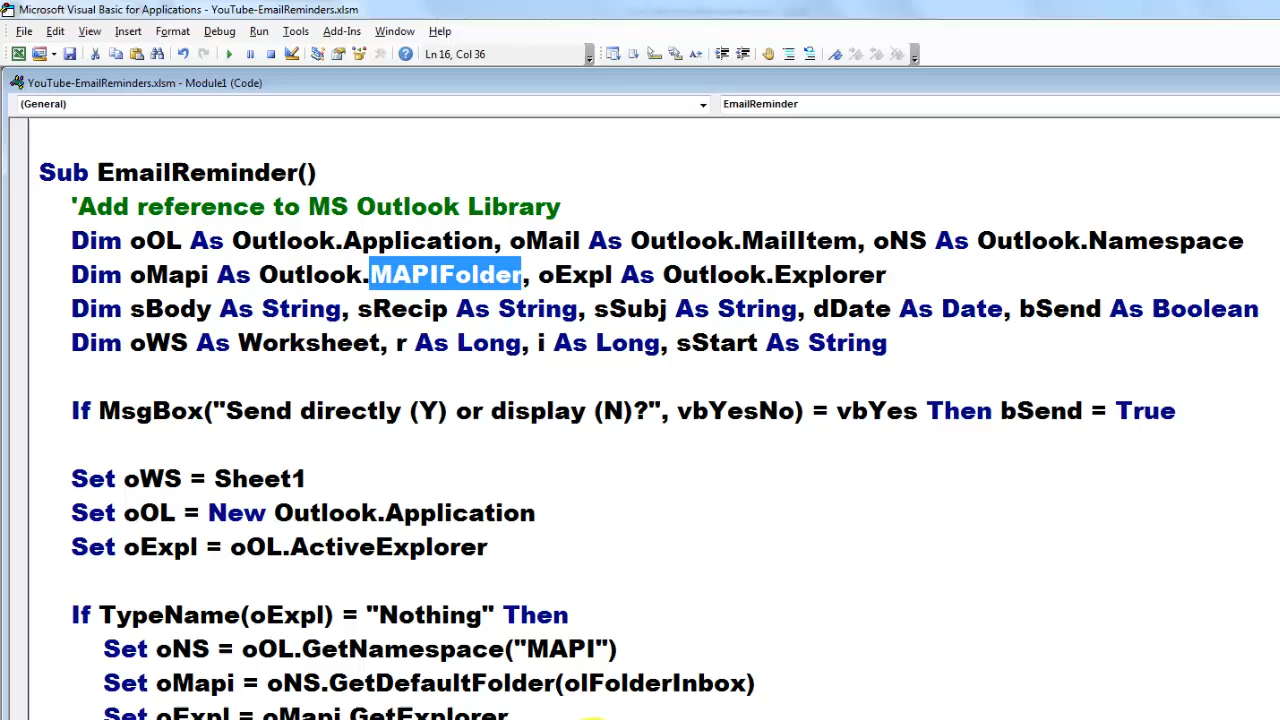 Microsoft Visual Basic for Applications - YouTube-EmailReminders.xlsm
File Edit View Insert Format Debug Run Tools Add-Ins Window Help
Ln 16, Col 36
YouTube-EmailReminders.xlsm - Module1 (Code)
(General) EmailReminder
Sub EmailReminder()
'Add reference to MS Outlook Library
Dim oOL As Outlook.Application, oMail As Outlook.MailItem, oNS As Outlook.Namespace
Dim oMapi As Outlook.MAPIFolder, oExpl As Outlook.Explorer
Dim sBody As String, sRecip As String, sSubj As String, dDate As Date, bSend As Boolean
Dim oWS As Worksheet, r As Long, i As Long, sStart As String
If MsgBox("Send directly (Y) or display (N)?", vbYesNo) = vbYes Then bSend = True
Set oWS = Sheet1
Set oOL = New Outlook.Application
Set oExpl = oOL.ActiveExplorer
If TypeName(oExpl) = "Nothing" Then
Set oNS = oOL.GetNamespace("MAPI")
Set oMapi = oNS.GetDefaultFolder(olFolderInbox)
Set oExpl = oMapi.GetExplorer